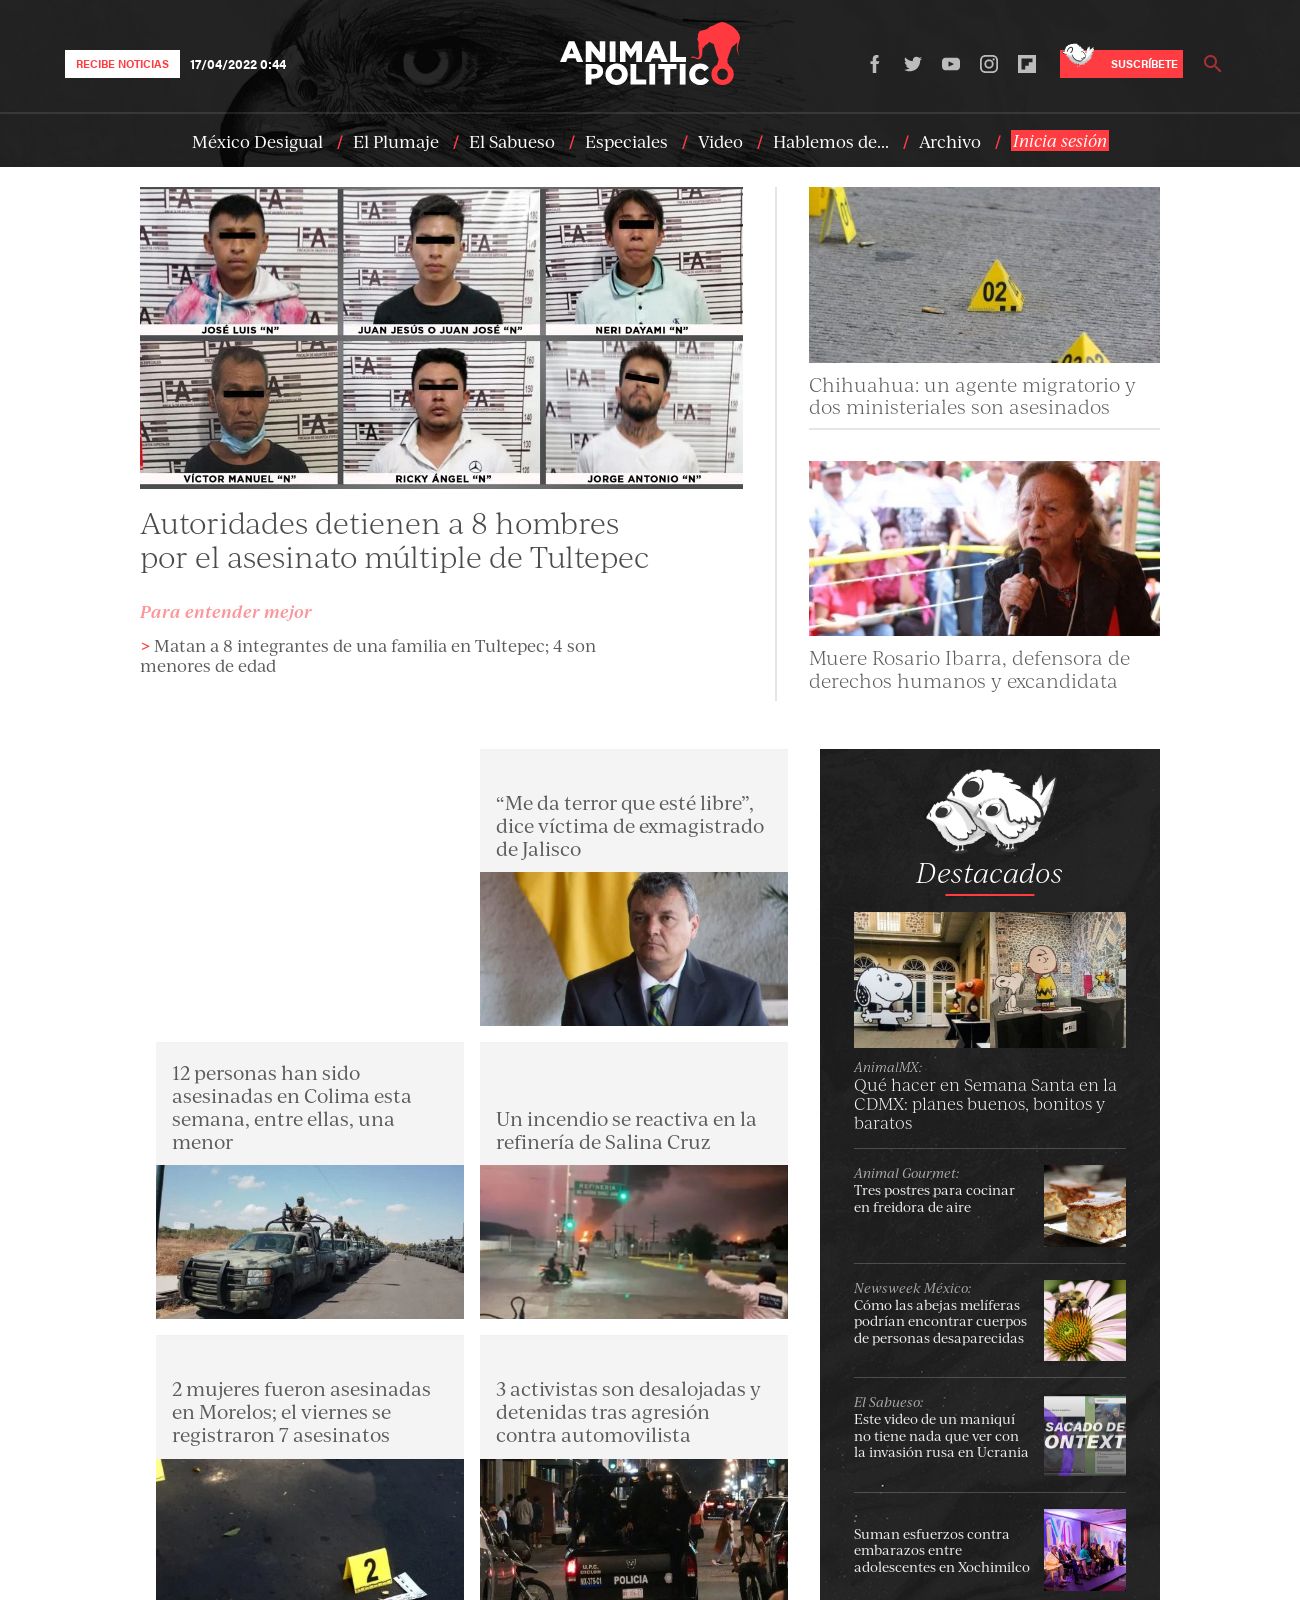 RECIBE NOTICIAS
17/04/2022 0:44
ANIMAL
POLITICO
SUSCRÍBETE
México Desigual / El Plumaje / El Sabueso / Especiales / Video / Hablemos de... / Archivo / Inicia sesión
JOSÉ LUIS “N”
JUAN JESÚS O JUAN JOSÉ “N”
NERI DAYAMI “N”
VÍCTOR MANUEL “N”
RICKY ÁNGEL “N”
JORGE ANTONIO “N”
Autoridades detienen a 8 hombres
por el asesinato múltiple de Tultepec
Para entender mejor
> Matan a 8 integrantes de una familia en Tultepec; 4 son
menores de edad
02
Chihuahua: un agente migratorio y
dos ministeriales son asesinados
Muere Rosario Ibarra, defensora de
derechos humanos y excandidata
“Me da terror que esté libre”,
dice víctima de exmagistrado
de Jalisco
12 personas han sido
asesinadas en Colima esta
semana, entre ellas, una
menor
Un incendio se reactiva en la
refinería de Salina Cruz
REFINERIA
2 mujeres fueron asesinadas
en Morelos; el viernes se
registraron 7 asesinatos
2
3 activistas son desalojadas y
detenidas tras agresión
contra automovilista
POLICIA
Destacados
AnimalMX:
Qué hacer en Semana Santa en la
CDMX: planes buenos, bonitos y
baratos
Animal Gourmet:
Tres postres para cocinar
en freidora de aire
Newsweek México:
Cómo las abejas melíferas
podrían encontrar cuerpos
de personas desaparecidas
El Sabueso:
Este video de un maniquí
no tiene nada que ver con
la invasión rusa en Ucrania
SACADO DE
ONTEXT
:
Suman esfuerzos contra
embarazos entre
adolescentes en Xochimilco